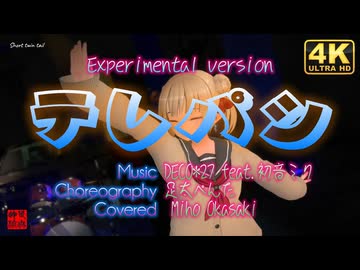 Short twin tail
4K
ULTRA HD
Experimental version
テレパシ
Music DECO*27 feat.初音ミク
Choreography 足太ぺんた
Covered Miho Okasaki